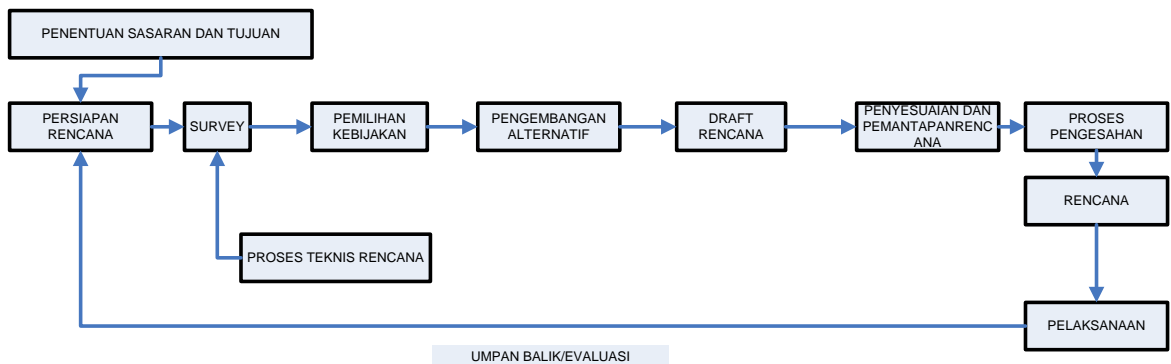 PENENTUAN SASARAN DAN TUJUAN
PERSIAPAN
RENCANA
SURVEY
PEMILIHAN
KEBIJAKAN
PENGEMBANGAN
ALTERNATIF
DRAFT
RENCANA
PENYESUAIAN DAN
PEMANTAPANRENC
ANA
PROSES
PENGESAHAN
RENCANA
PROSES TEKNIS RENCANA
PELAKSANAAN
UMPAN BALIK/EVALUASI